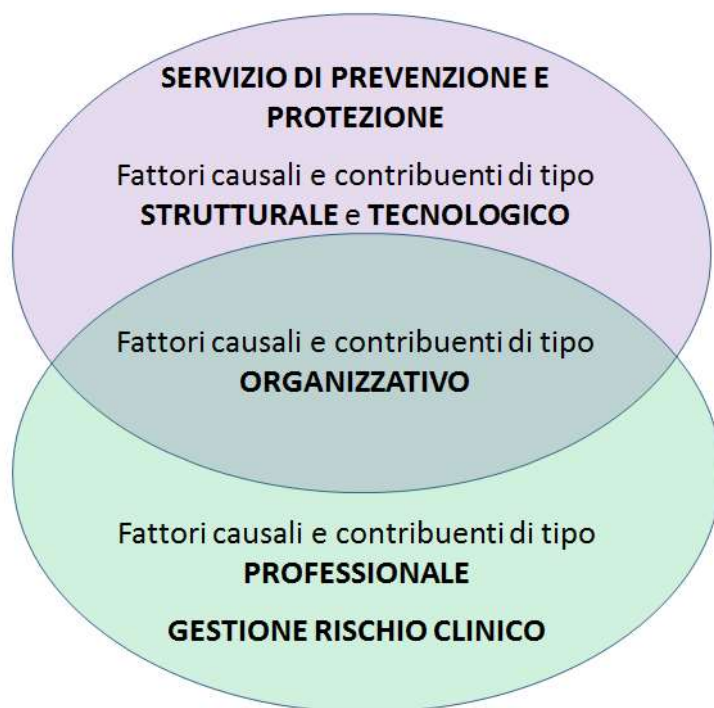 SERVIZIO DI PREVENZIONE E
PROTEZIONE
Fattori causali e contribuenti di tipo
STRUTTURALE e TECNOLOGICO
Fattori causali e contribuenti di tipo
ORGANIZZATIVO
Fattori causali e contribuenti di tipo
PROFESSIONALE
GESTIONE RISCHIO CLINICO